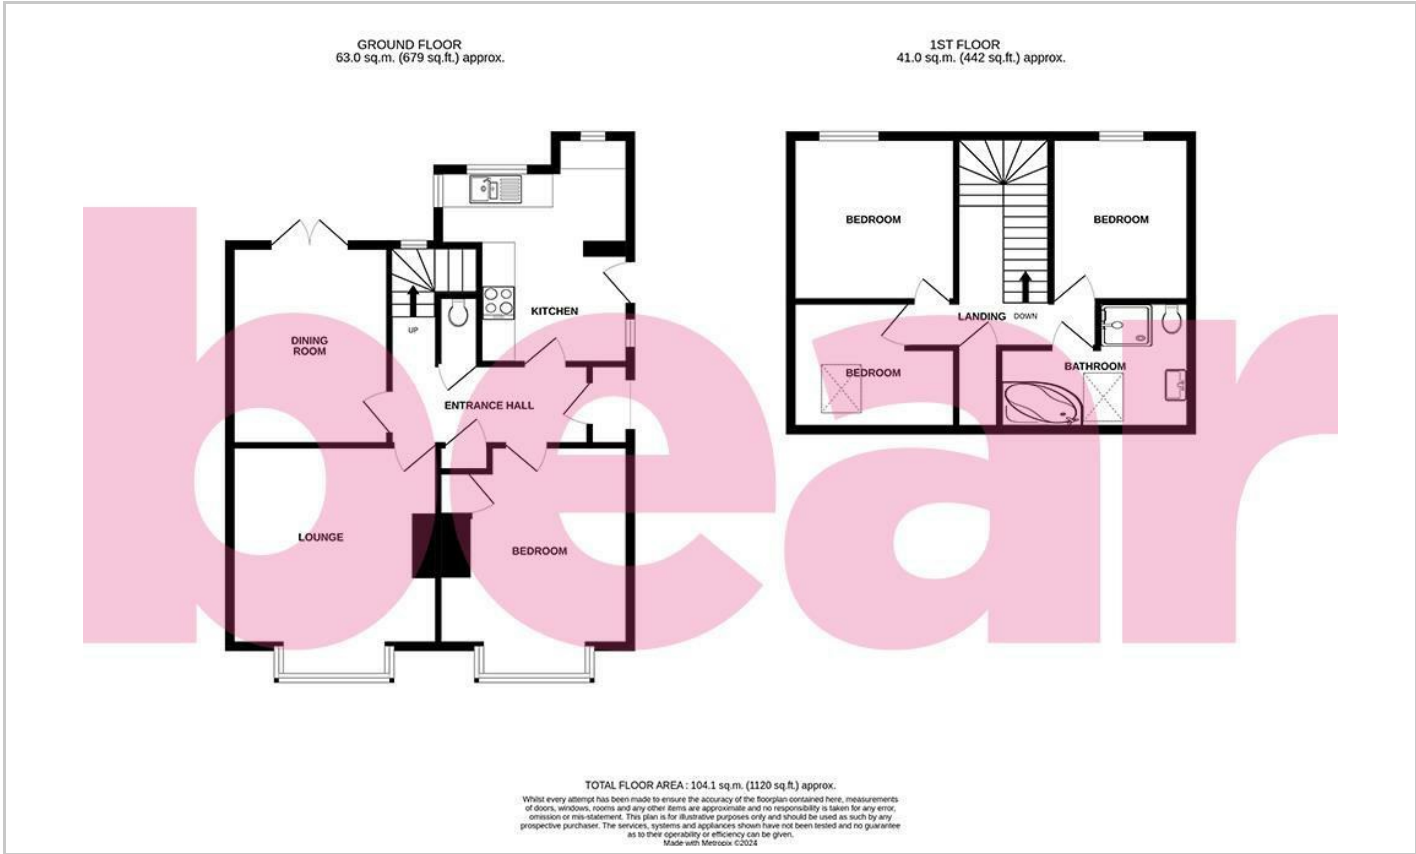 GROUND FLOOR
63.0 sq.m. (679 sq.ft.) approx.
1ST FLOOR
41.0 sq.m. (442 sq.ft.) approx.
BEDROOM
BEDROOM
KITCHEN
LANDING
DOWN
UP
DINING
ROOM
BEDROOM
BATHROOM
ENTRANCE HALL
LOUNGE
BEDROOM
bear
TOTAL FLOOR AREA : 104.1 sq.m. (1120 sq.ft.) approx.
Whilst every attempt has been made to ensure the accuracy of the floorplan contained here, measurements
of doors, windows, rooms and any other items are approximate and no responsibility is taken for any error,
omission or mis-statement. This plan is for illustrative purposes only and should be used as such by any
prospective purchaser. The services, systems and appliances shown have not been tested and no guarantee
as to their operability or efficiency can be given.
Made with Metropix ©2024